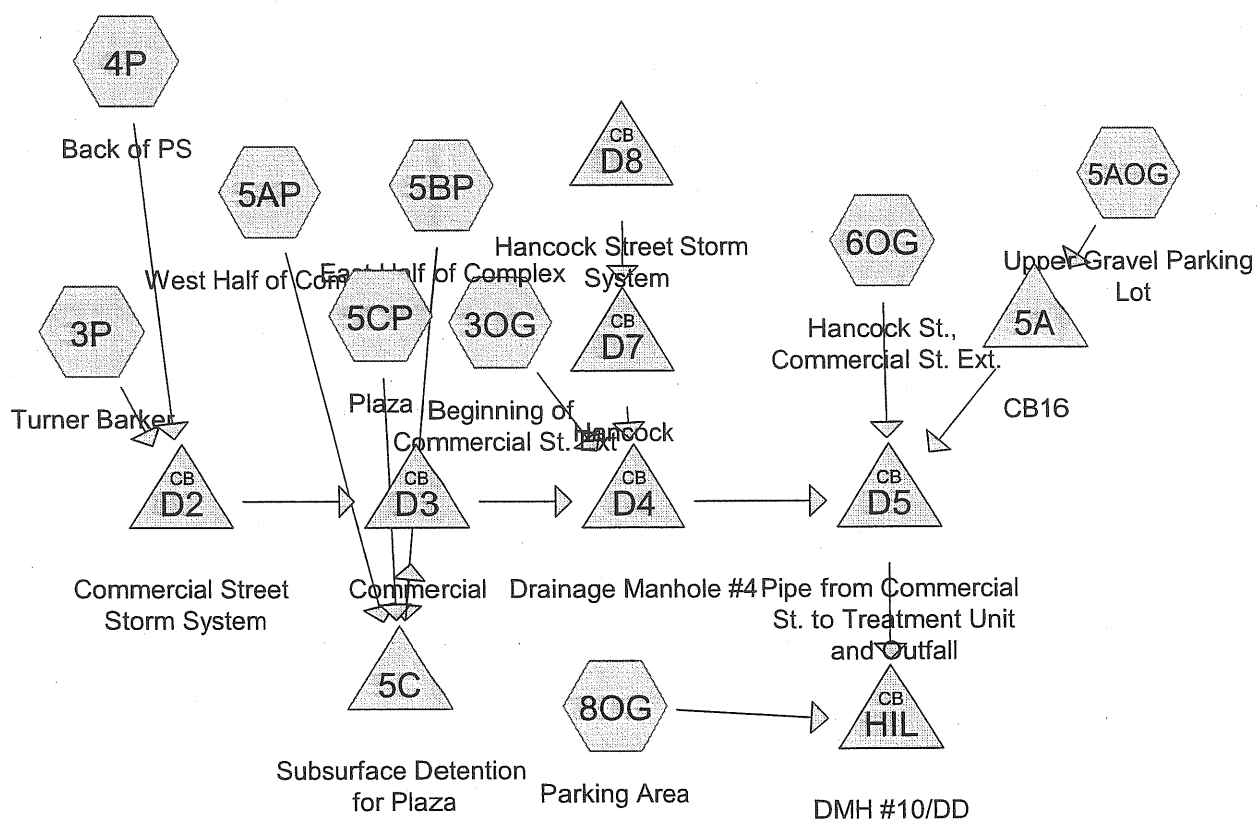 4P
Back of PS
5AP
West Half of Com
5BP
East Half of Complex
CB
D8
Hancock Street Storm
System
5AOG
Upper Gravel Parking
Lot
6OG
Hancock St.,
Commercial St. Ext.
3P
Turner Barker
5CP
Plaza
3OG
Beginning of
Commercial St. Ext
CB
D7
Hancock
5A
CB16
CB
D2
Commercial Street
Storm System
CB
D3
Commercial
CB
D4
Drainage Manhole #4
CB
D5
Pipe from Commercial
St. to Treatment Unit
and Outfall
5C
Subsurface Detention
for Plaza
8OG
Parking Area
CB
HIL
DMH #10/DD